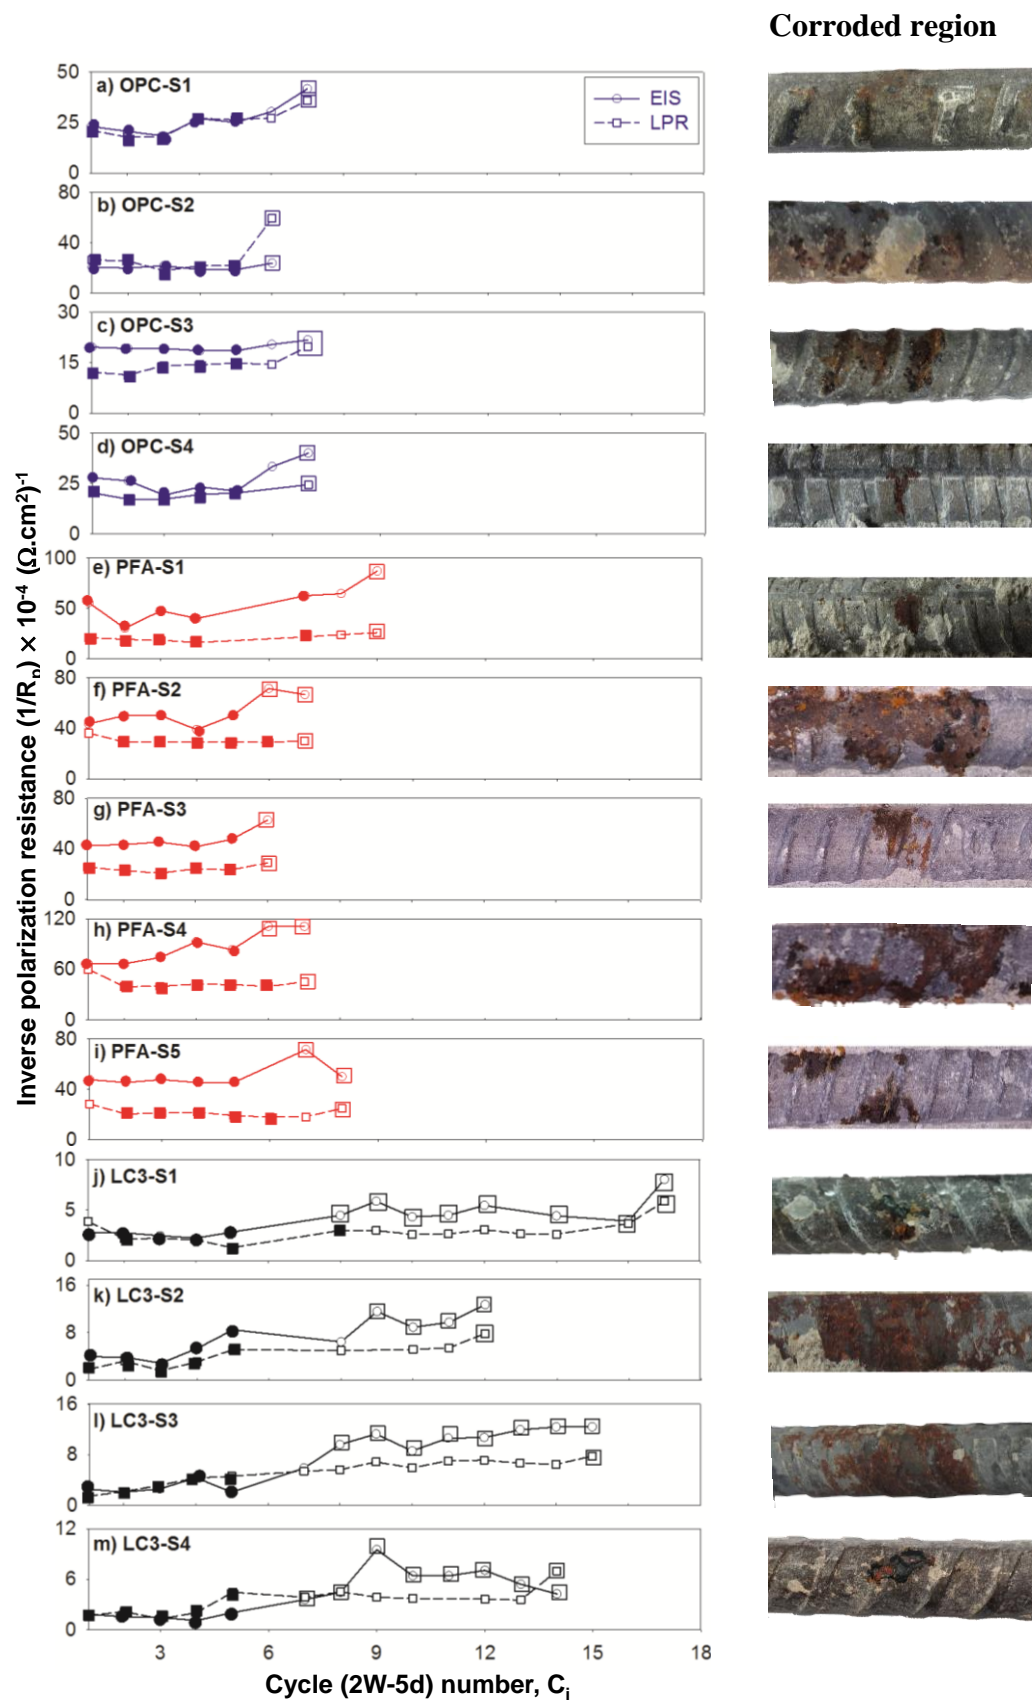 Corroded region
50
a) OPC-S1
25
0
EIS
LPR
80
b) OPC-S2
40
0
30
c) OPC-S3
15
0
50
d) OPC-S4
25
0
100
e) PFA-S1
50
0
80
f) PFA-S2
40
0
80
g) PFA-S3
40
0
120
h) PFA-S4
60
0
80
i) PFA-S5
40
0
10
j) LC3-S1
5
0
16
k) LC3-S2
8
0
16
l) LC3-S3
8
0
12
m) LC3-S4
6
0
3 6 9 12 15 18
Cycle (2W-5d) number, Cᵢ
Inverse polarization resistance (1/Rₚ) × 10⁻⁴ (Ω.cm²)⁻¹